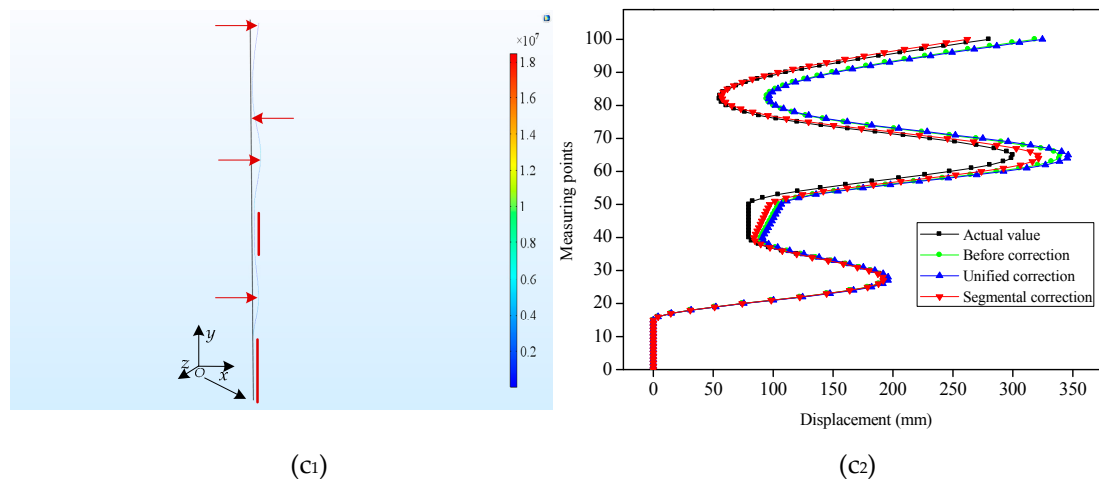 ×10⁷
1.8
1.6
1.4
1.2
1
0.8
0.6
0.4
0.2
y
z
O
x
(c1)
100
90
80
70
60
50
40
30
20
10
0
Measuring points
Actual value
Before correction
Unified correction
Segmental correction
0 50 100 150 200 250 300 350
Displacement (mm)
(c2)